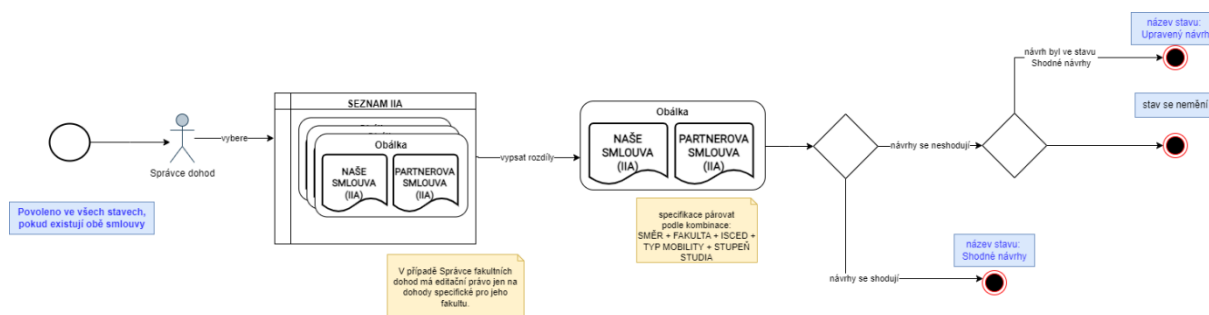 Správce dohod
Povoleno ve všech stavech,
pokud existují obě smlouvy
vybere
SEZNAM IIA
Obálka
NAŠE
SMLOUVA
(IIA)
PARTNEROVA
SMLOUVA
(IIA)
V případě Správce fakultních
dohod má editační právo jen na
dohody specifické pro jeho
fakultu.
vypsat rozdíly
Obálka
NAŠE
SMLOUVA
(IIA)
PARTNEROVA
SMLOUVA
(IIA)
specifikace párovat
podle kombinace:
SMĚR + FAKULTA + ISCED +
TYP MOBILITY + STUPEŇ
STUDIA
návrhy se neshodují
návrhy se shodují
název stavu:
Shodné návrhy
návrh byl ve stavu
Shodné návrhy
název stavu:
Upravený návrh
stav se nemění